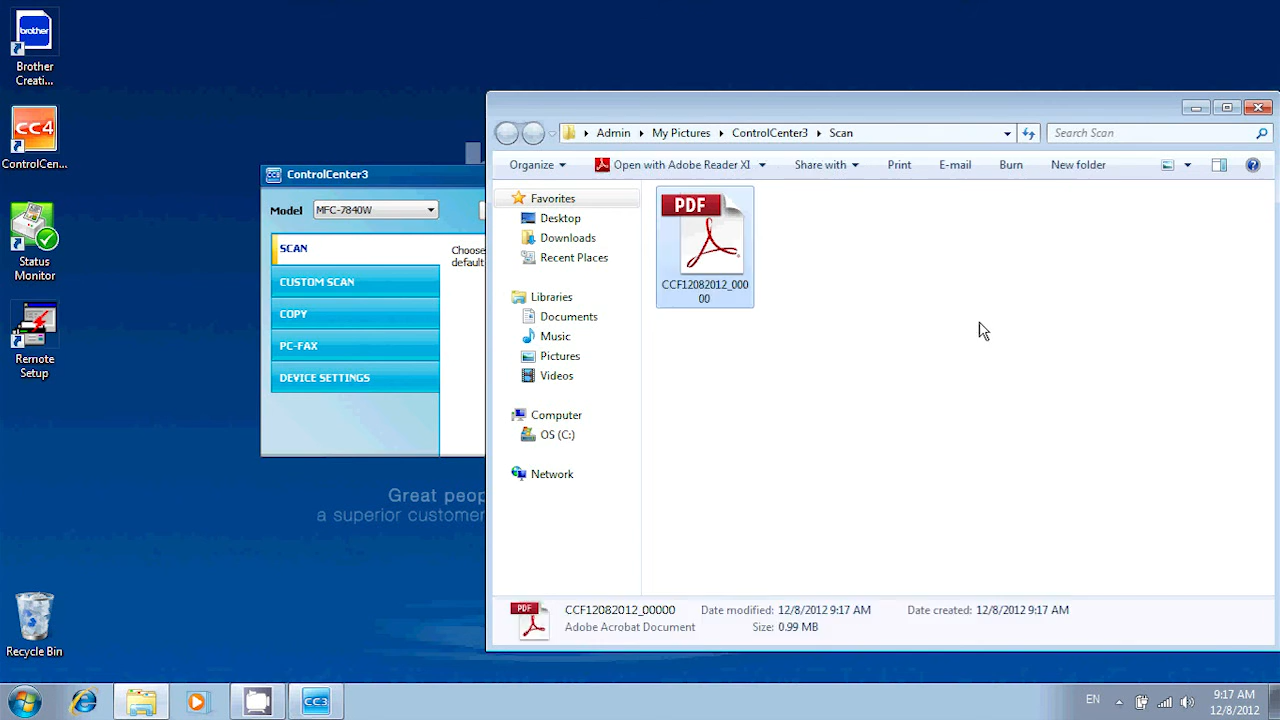 brother
Brother
Creati...
CC4
ControlCen...
Status
Monitor
Remote
Setup
Recycle Bin
ControlCenter3
Model MFC-7840W
SCAN
CUSTOM SCAN
COPY
PC-FAX
DEVICE SETTINGS
Choose
default
Great peop
a superior customer
Admin My Pictures ControlCenter3 Scan
Search Scan
Organize Open with Adobe Reader XI Share with Print E-mail Burn New folder
Favorites
Desktop
Downloads
Recent Places
Libraries
Documents
Music
Pictures
Videos
Computer
OS (C:)
Network
PDF
CCF12082012_000
00
PDF
CCF12082012_00000 Date modified: 12/8/2012 9:17 AM Date created: 12/8/2012 9:17 AM
Adobe Acrobat Document Size: 0.99 MB
CC3
EN
9:17 AM
12/8/2012